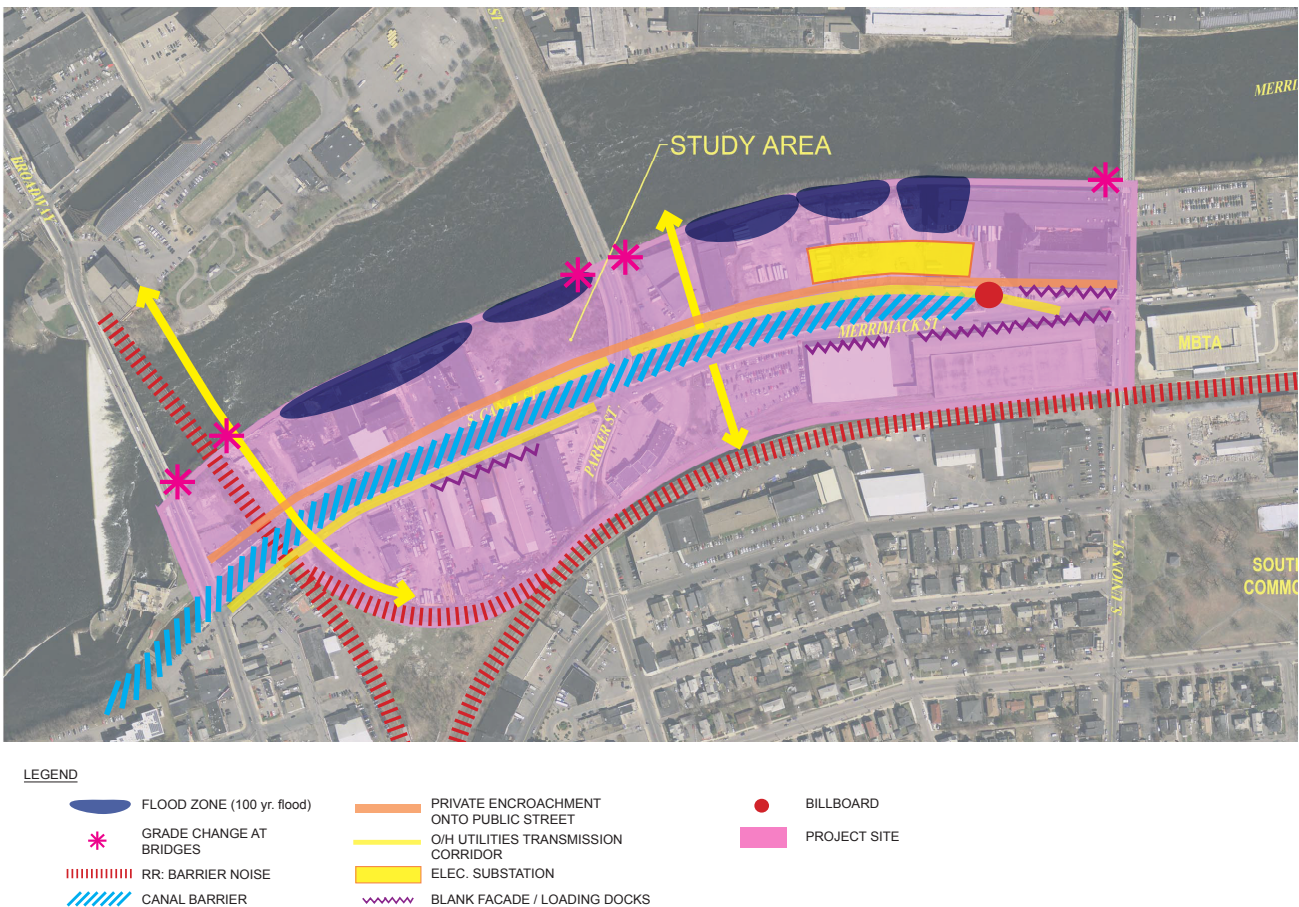 ST
MERRI
BROADWAY
STUDY AREA
MERRIMACK ST
MBTA
S. CANAL ST
PARKER ST
S. UNION ST.
SOUTH
COMMO
LEGEND
FLOOD ZONE (100 yr. flood)
GRADE CHANGE AT
BRIDGES
RR: BARRIER NOISE
CANAL BARRIER
PRIVATE ENCROACHMENT
ONTO PUBLIC STREET
O/H UTILITIES TRANSMISSION
CORRIDOR
ELEC. SUBSTATION
BLANK FACADE / LOADING DOCKS
BILLBOARD
PROJECT SITE